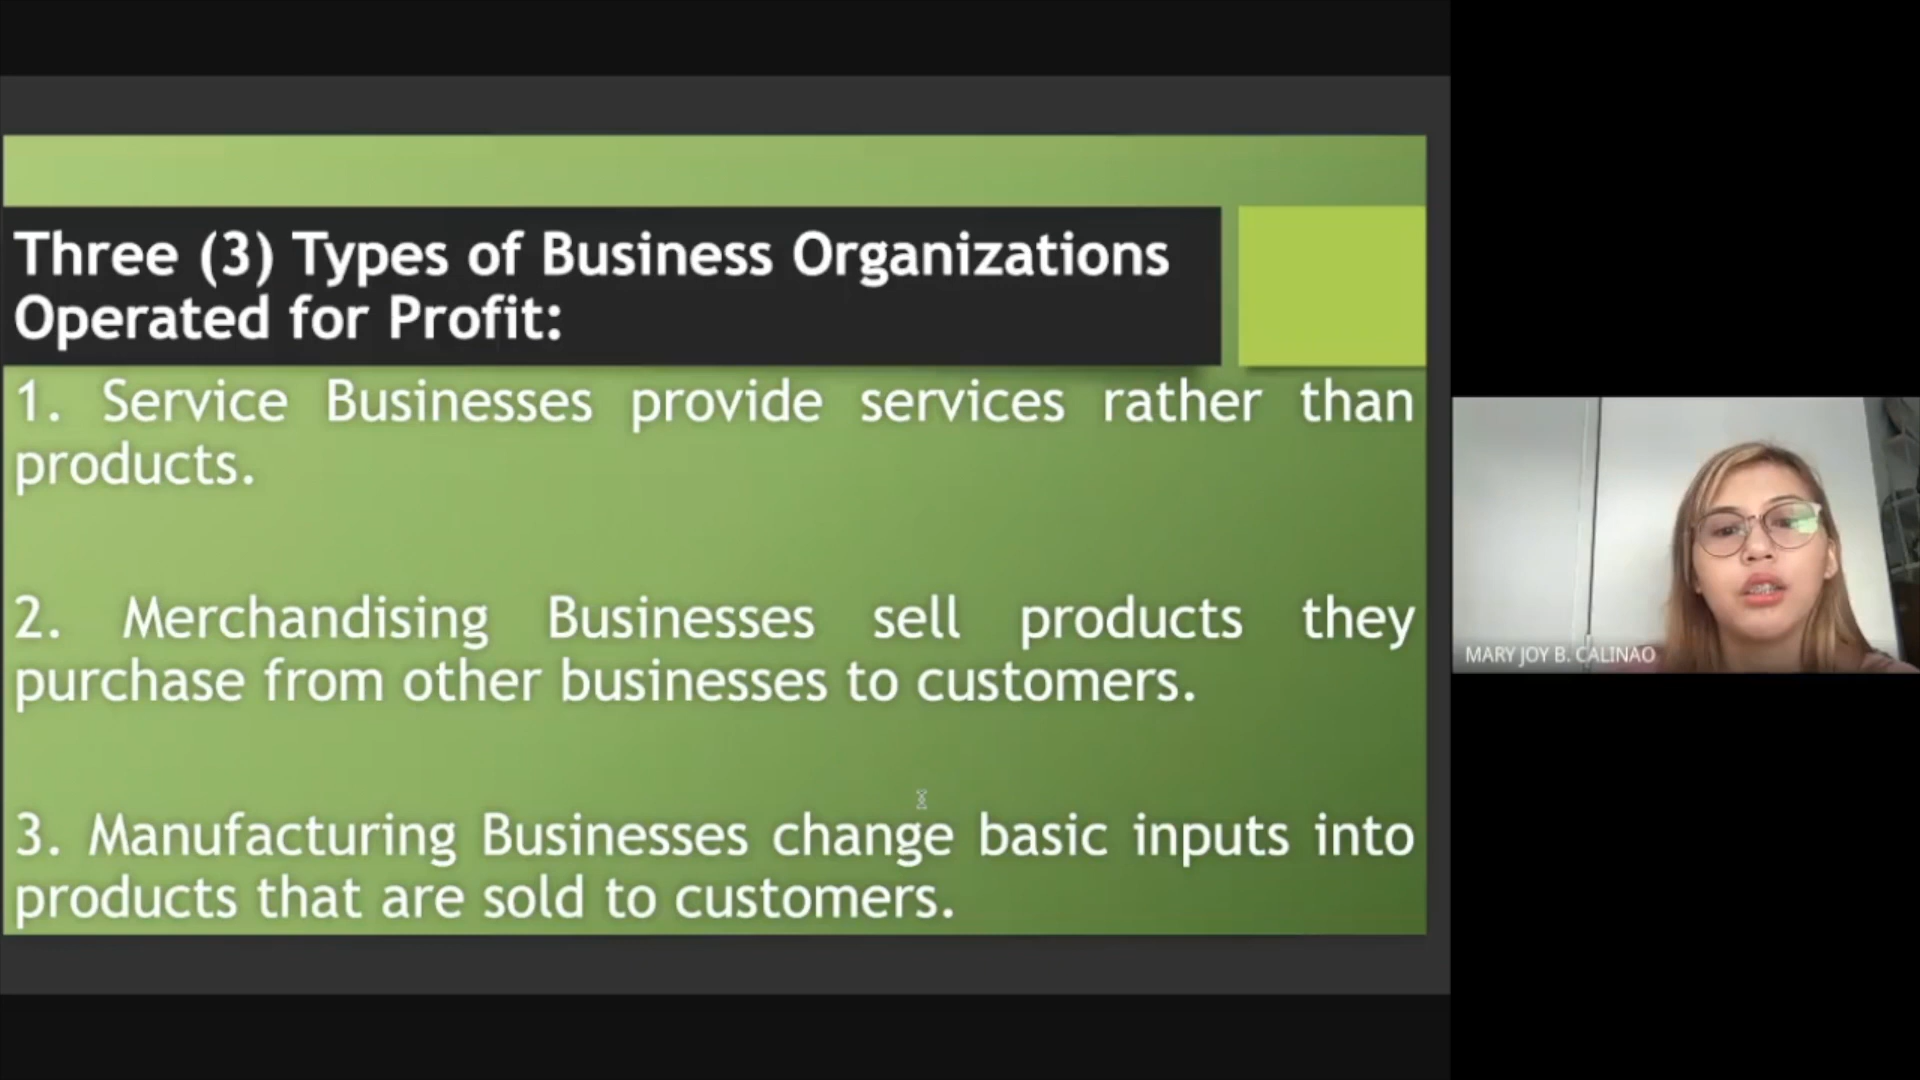 Three (3) Types of Business Organizations
Operated for Profit:
1. Service Businesses provide services rather than
products.
2. Merchandising Businesses sell products they
purchase from other businesses to customers.
3. Manufacturing Businesses change basic inputs into
products that are sold to customers.
MARY JOY B. CALINAO